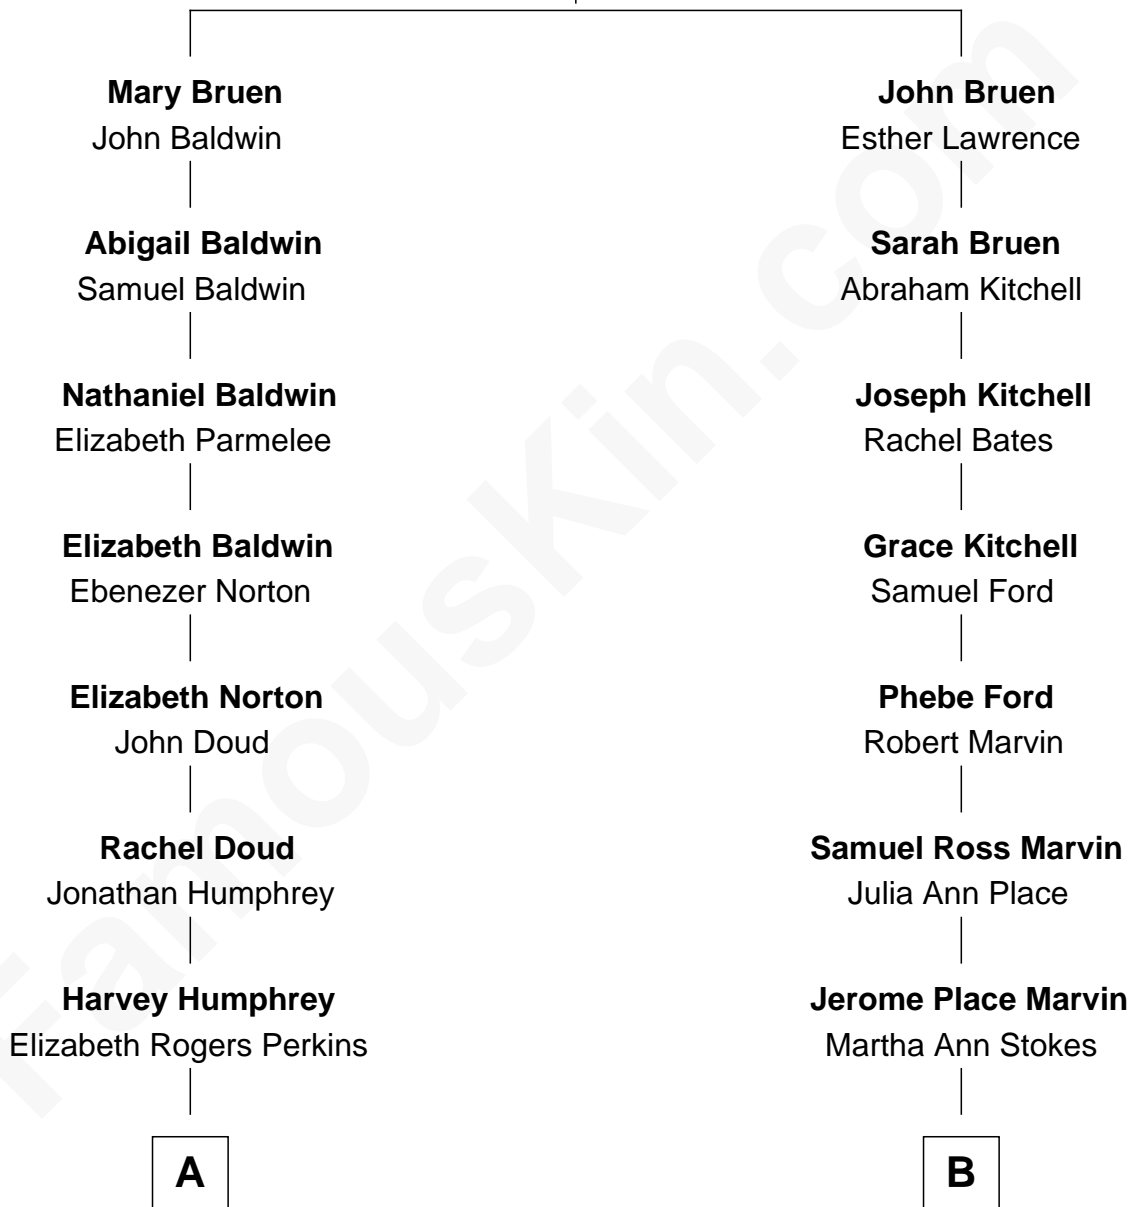 Mary Bruen
John Baldwin
John Bruen
Esther Lawrence
Abigail Baldwin
Samuel Baldwin
Sarah Bruen
Abraham Kitchell
Nathaniel Baldwin
Elizabeth Parmelee
Joseph Kitchell
Rachel Bates
Elizabeth Baldwin
Ebenezer Norton
Grace Kitchell
Samuel Ford
Elizabeth Norton
John Doud
Phebe Ford
Robert Marvin
Rachel Doud
Jonathan Humphrey
Samuel Ross Marvin
Julia Ann Place
Harvey Humphrey
Elizabeth Rogers Perkins
Jerome Place Marvin
Martha Ann Stokes
A
B
FamousKin.com